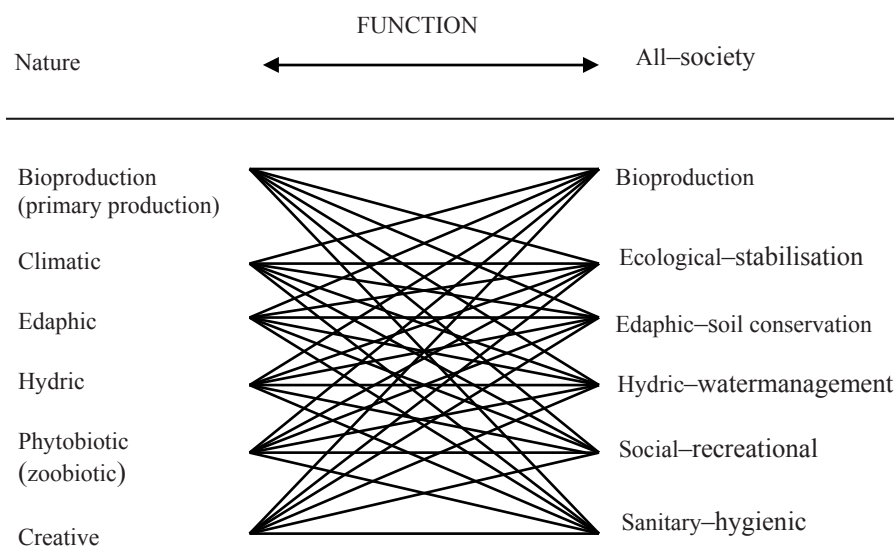 FUNCTION
Nature
All–society
Bioproduction
(primary production)
Bioproduction
Climatic
Ecological–stabilisation
Edaphic
Edaphic–soil conservation
Hydric
Hydric–watermanagement
Phytobiotic
(zoobiotic)
Social–recreational
Creative
Sanitary–hygienic